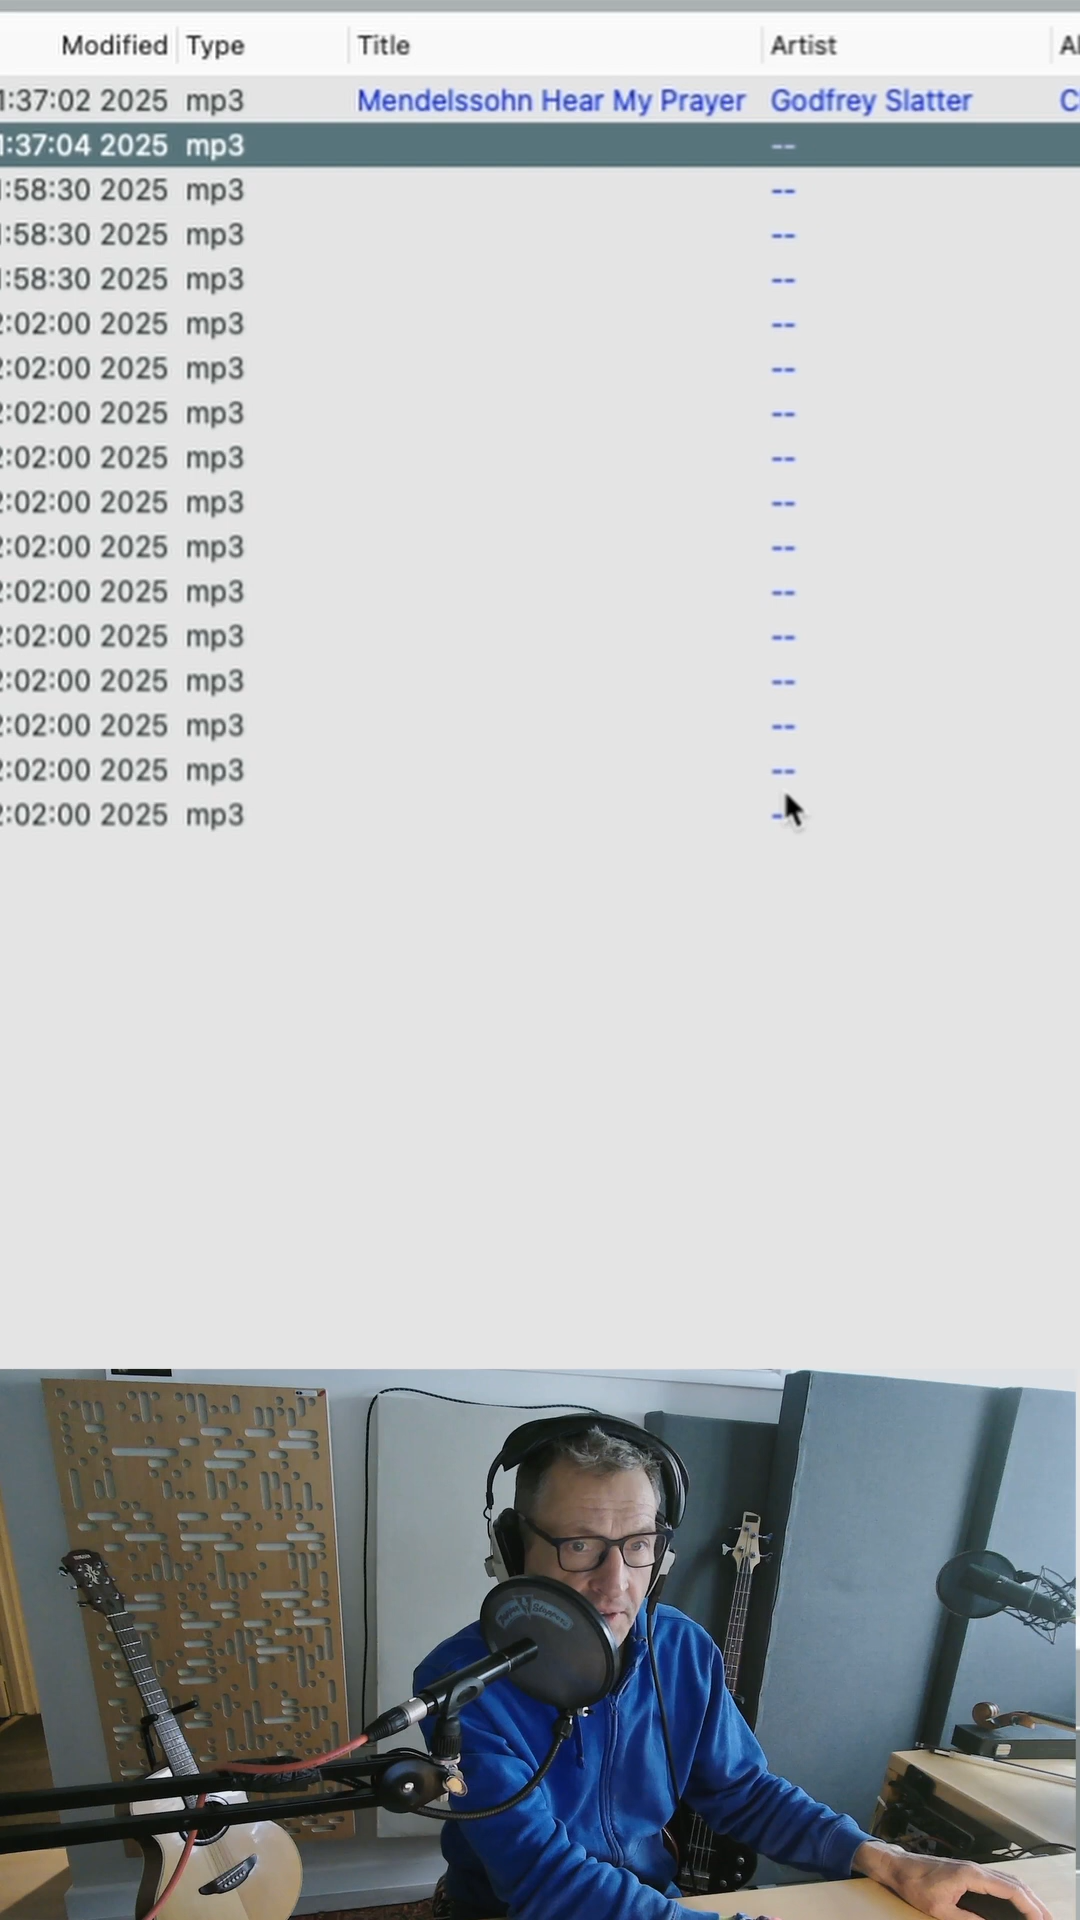 Modified Type Title Artist Al
1:37:02 2025 mp3 Mendelssohn Hear My Prayer Godfrey Slatter C
1:37:04 2025 mp3 --
1:58:30 2025 mp3 --
1:58:30 2025 mp3 --
1:58:30 2025 mp3 --
2:02:00 2025 mp3 --
2:02:00 2025 mp3 --
2:02:00 2025 mp3 --
2:02:00 2025 mp3 --
2:02:00 2025 mp3 --
2:02:00 2025 mp3 --
2:02:00 2025 mp3 --
2:02:00 2025 mp3 --
2:02:00 2025 mp3 --
2:02:00 2025 mp3 --
2:02:00 2025 mp3 --
2:02:00 2025 mp3 -
Stoppers